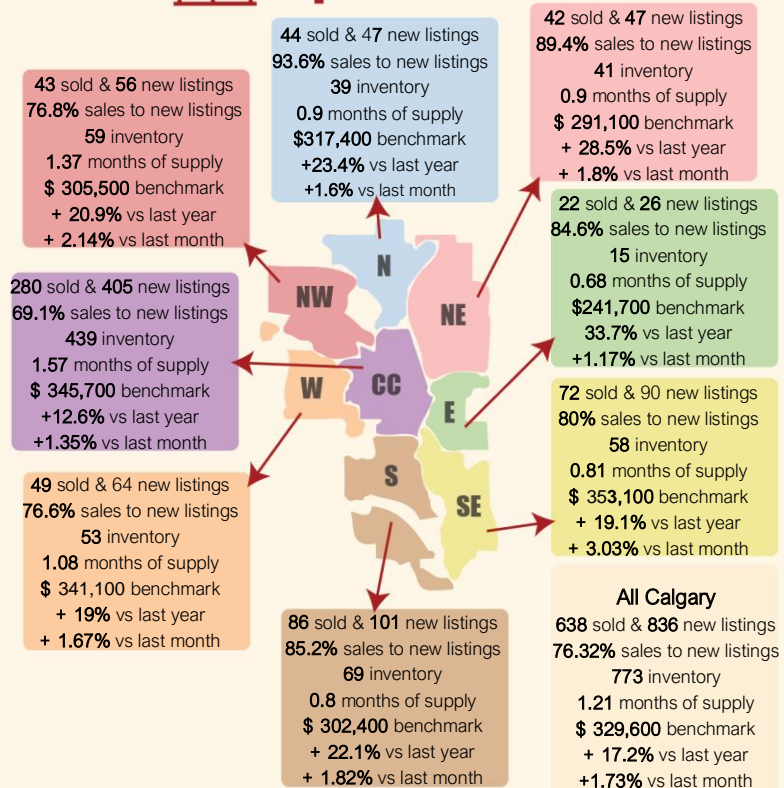 44 sold & 47 new listings
93.6% sales to new listings
39 inventory
0.9 months of supply
$317,400 benchmark
+23.4% vs last year
+1.6% vs last month
42 sold & 47 new listings
89.4% sales to new listings
41 inventory
0.9 months of supply
$ 291,100 benchmark
+ 28.5% vs last year
+ 1.8% vs last month
43 sold & 56 new listings
76.8% sales to new listings
59 inventory
1.37 months of supply
$ 305,500 benchmark
+ 20.9% vs last year
+ 2.14% vs last month
22 sold & 26 new listings
84.6% sales to new listings
15 inventory
0.68 months of supply
$241,700 benchmark
33.7% vs last year
+1.17% vs last month
280 sold & 405 new listings
69.1% sales to new listings
439 inventory
1.57 months of supply
$ 345,700 benchmark
+12.6% vs last year
+1.35% vs last month
N
NW
NE
W
CC
E
S
SE
72 sold & 90 new listings
80% sales to new listings
58 inventory
0.81 months of supply
$ 353,100 benchmark
+ 19.1% vs last year
+ 3.03% vs last month
49 sold & 64 new listings
76.6% sales to new listings
53 inventory
1.08 months of supply
$ 341,100 benchmark
+ 19% vs last year
+ 1.67% vs last month
86 sold & 101 new listings
85.2% sales to new listings
69 inventory
0.8 months of supply
$ 302,400 benchmark
+ 22.1% vs last year
+ 1.82% vs last month
All Calgary
638 sold & 836 new listings
76.32% sales to new listings
773 inventory
1.21 months of supply
$ 329,600 benchmark
+ 17.2% vs last year
+1.73% vs last month